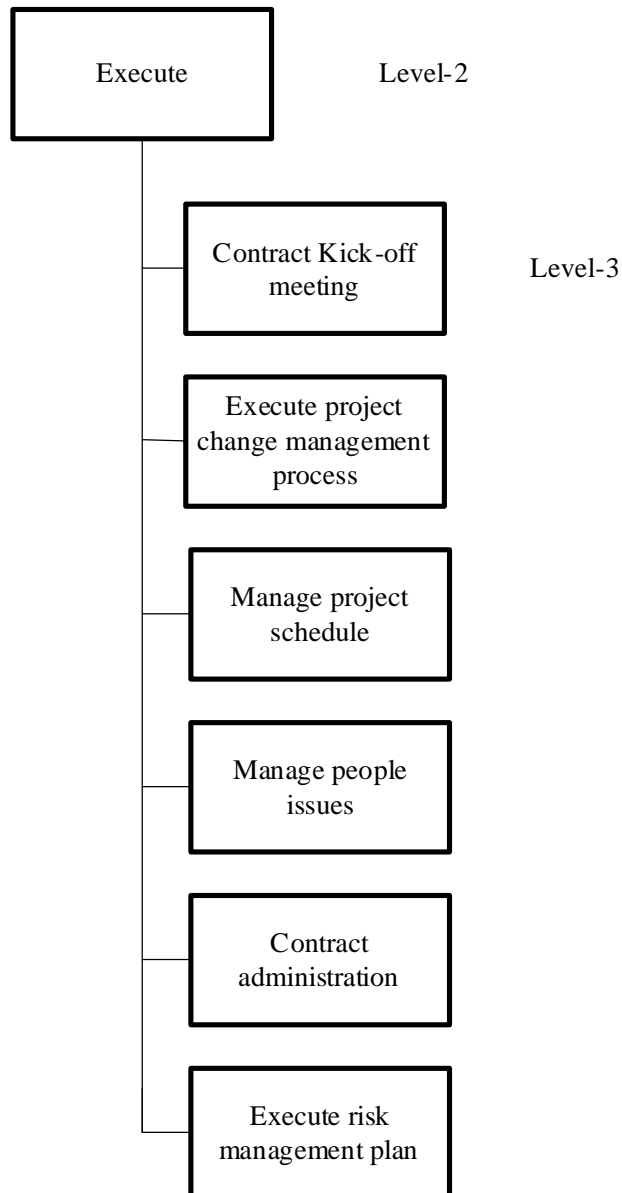 Execute
Level-2
Contract Kick-off
meeting
Level-3
Execute project
change management
process
Manage project
schedule
Manage people
issues
Contract
administration
Execute risk
management plan